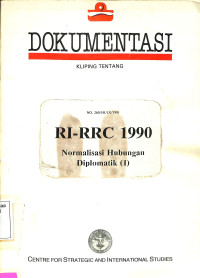 DOKUMENTASI
KLIPING TENTANG
RI-RRC 1990
Normalisasi Hubungan
Diplomatik (I)
CENTRE FOR STRATEGIC AND INTERNATIONAL STUDIES